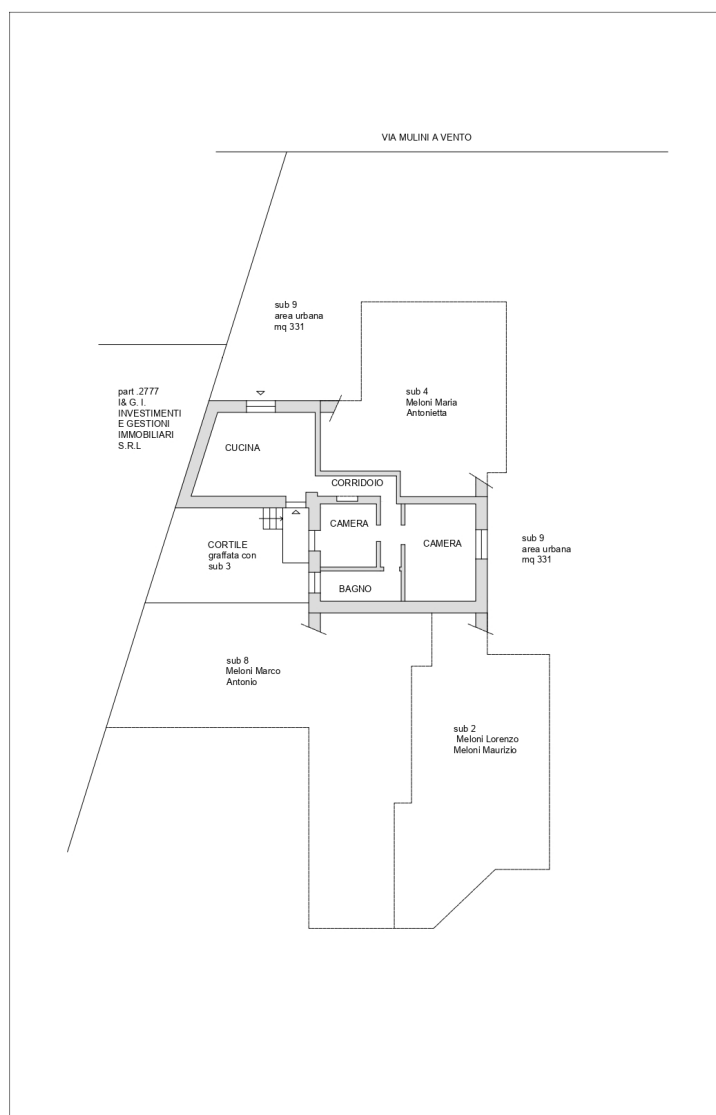 VIA MULINI A VENTO
sub 9
area urbana
mq 331
part .2777
I& G. I.
INVESTIMENTI
E GESTIONI
IMMOBILIARI
S.R.L
sub 4
Meloni Maria
Antonietta
CUCINA
CORRIDOIO
CAMERA
CAMERA
CORTILE
graffata con
sub 3
sub 9
area urbana
mq 331
BAGNO
sub 8
Meloni Marco
Antonio
sub 2
Meloni Lorenzo
Meloni Maurizio